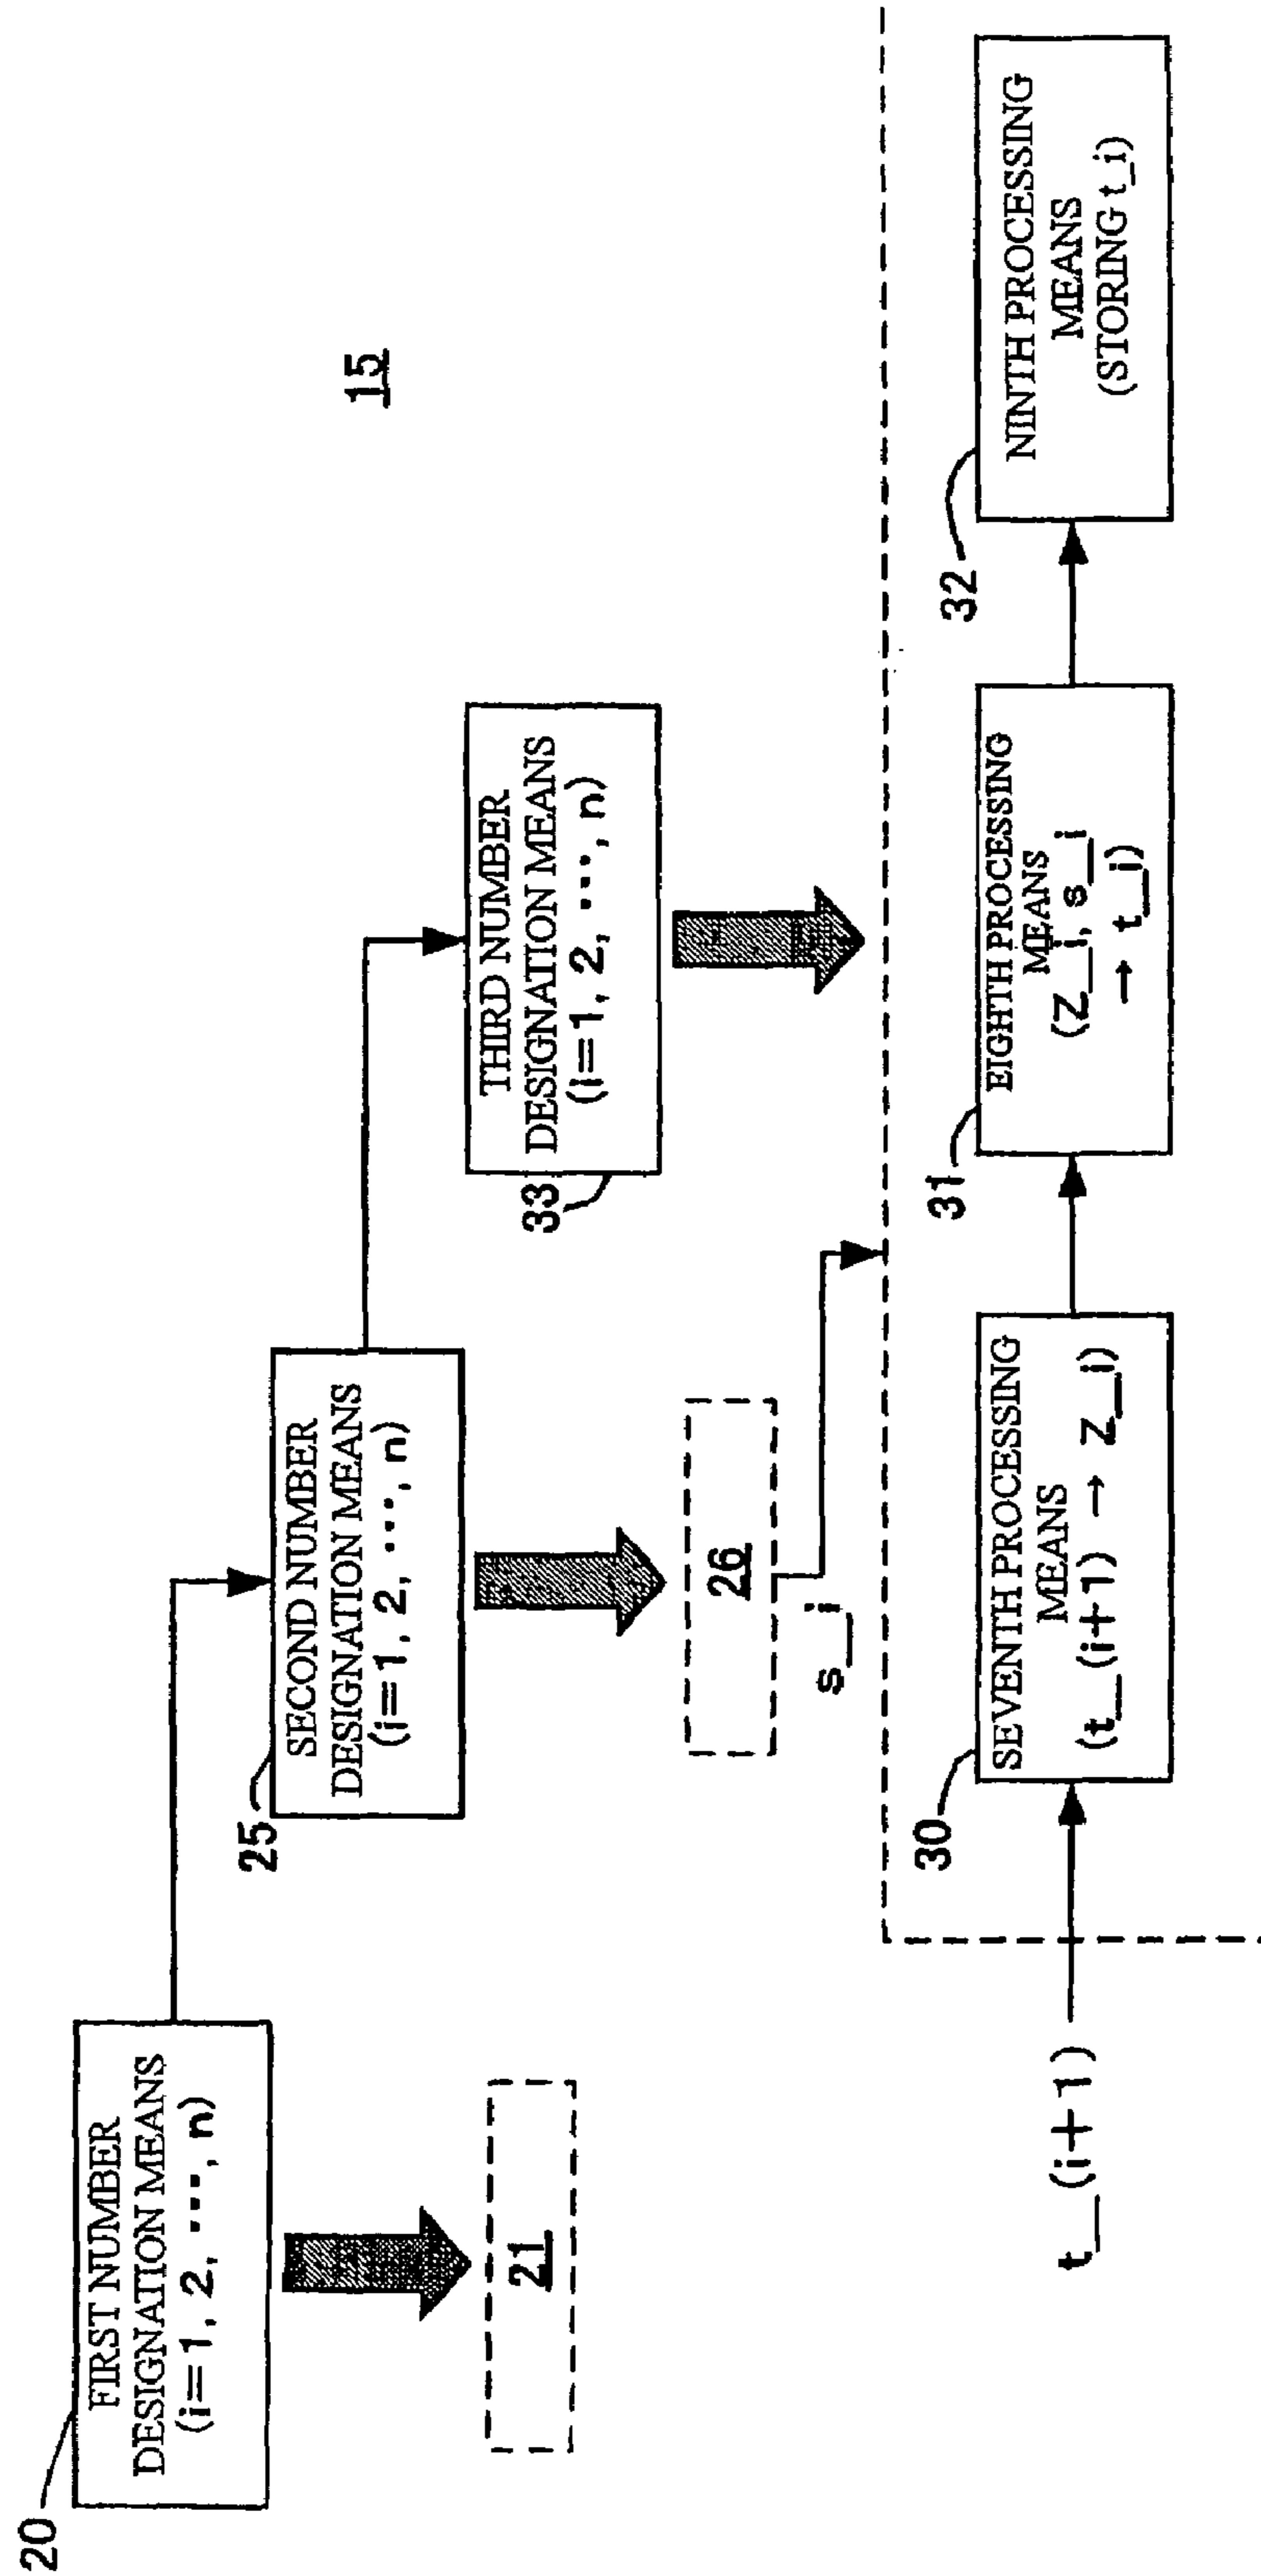 20
FIRST NUMBER
DESIGNATION MEANS
(i=1, 2, ···, n)
21
25
SECOND NUMBER
DESIGNATION MEANS
(i=1, 2, ···, n)
26
s_i
15
33
THIRD NUMBER
DESIGNATION MEANS
(i=1, 2, ···, n)
t_(i+1)
30
SEVENTH PROCESSING
MEANS
(t_(i+1) → Z_i)
31
EIGHTH PROCESSING
MEANS
(Z_i, s_i
→ t_i)
32
NINTH PROCESSING
MEANS
(STORING t_i)